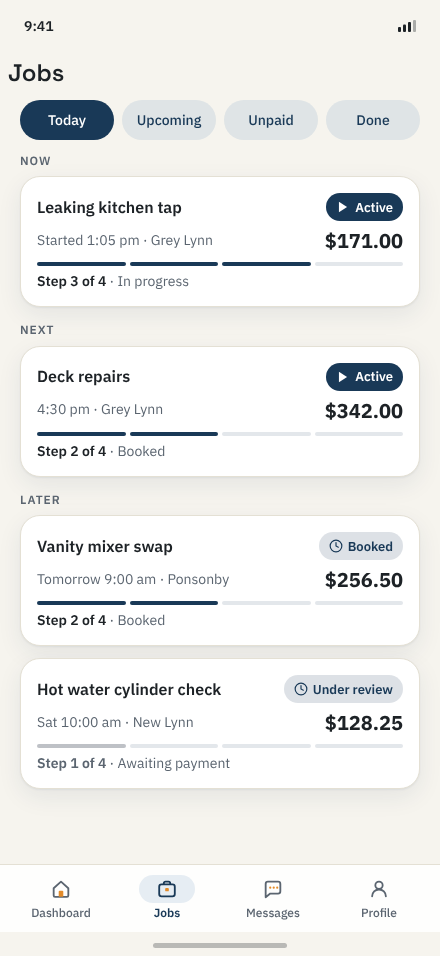 9:41
Jobs
Today Upcoming Unpaid Done
NOW
Leaking kitchen tap Active
Started 1:05 pm · Grey Lynn $171.00
Step 3 of 4 · In progress
NEXT
Deck repairs Active
4:30 pm · Grey Lynn $342.00
Step 2 of 4 · Booked
LATER
Vanity mixer swap Booked
Tomorrow 9:00 am · Ponsonby $256.50
Step 2 of 4 · Booked
Hot water cylinder check Under review
Sat 10:00 am · New Lynn $128.25
Step 1 of 4 · Awaiting payment
Dashboard Jobs Messages Profile